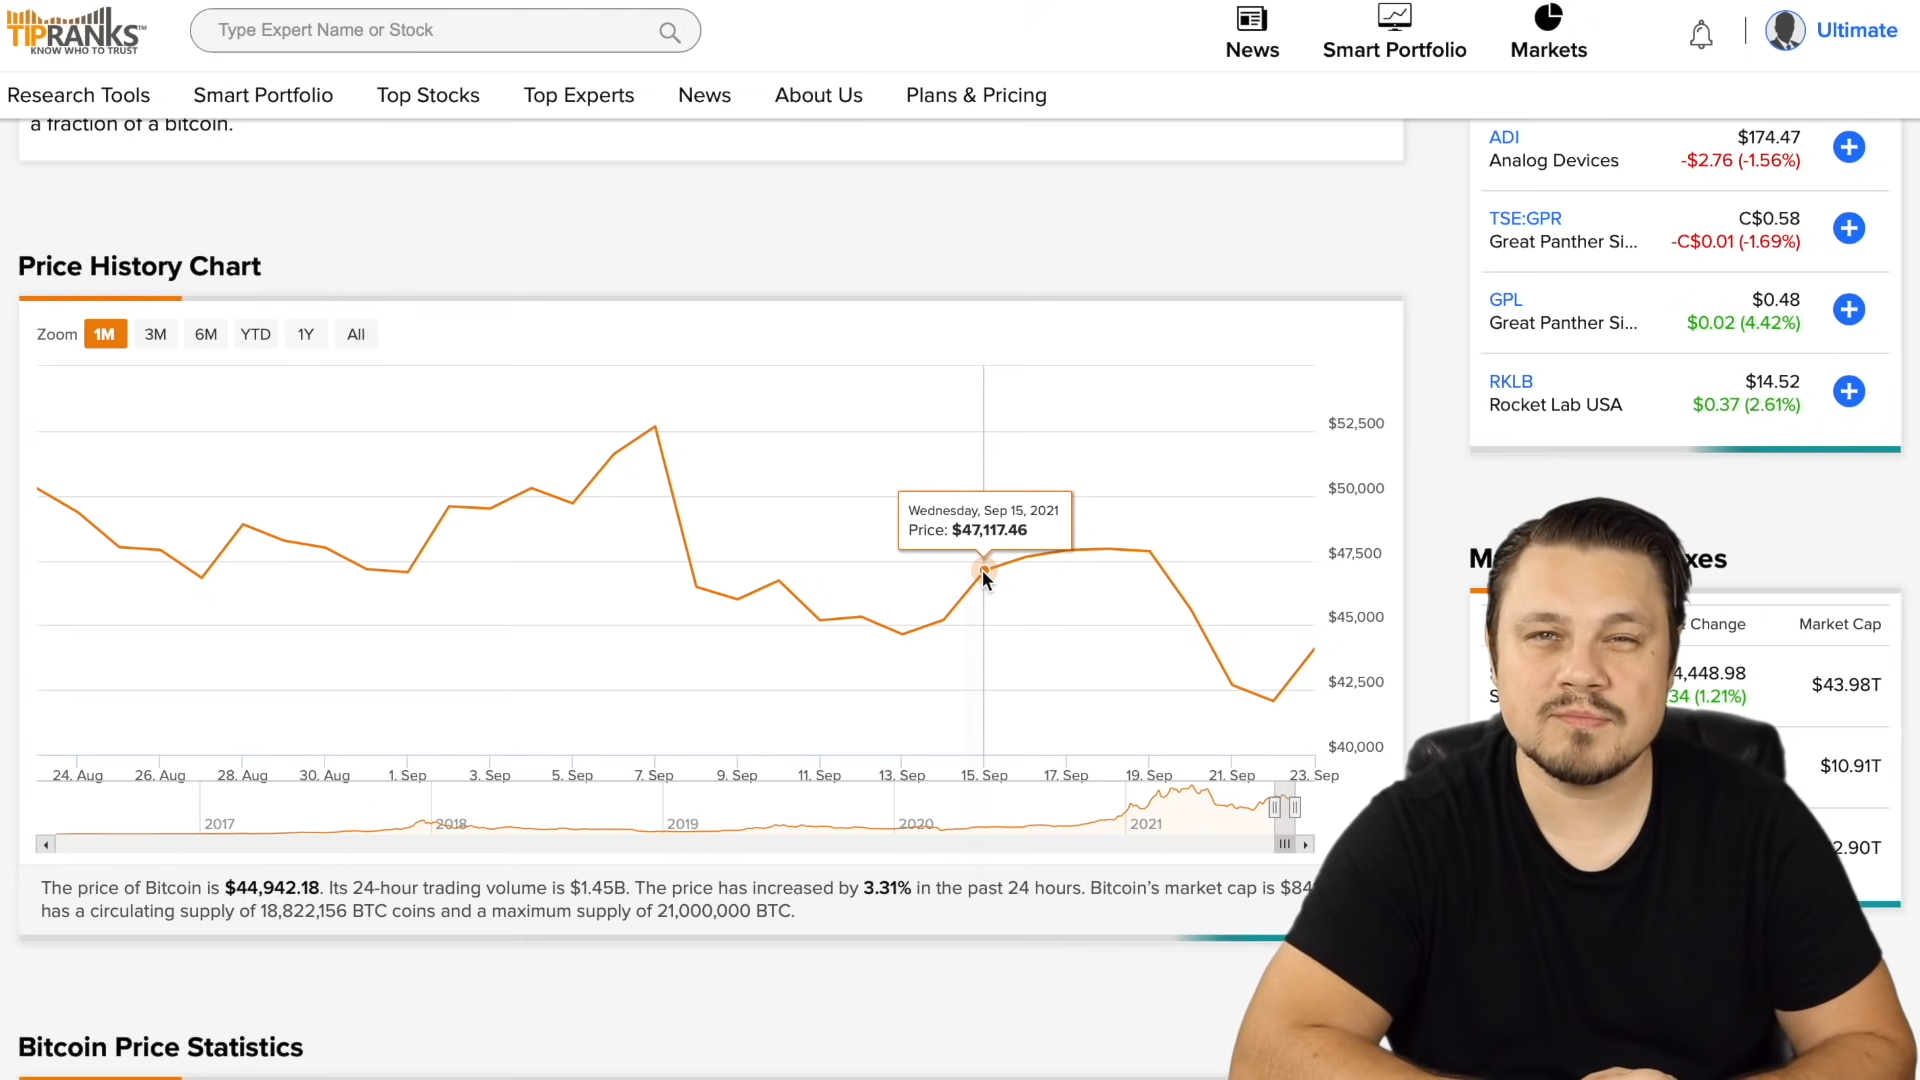 TIPRANKS™
KNOW WHO TO TRUST
Type Expert Name or Stock
News
Smart Portfolio
Markets
Ultimate
Research Tools
Smart Portfolio
Top Stocks
Top Experts
News
About Us
Plans & Pricing
a fraction of a bitcoin.
Price History Chart
Zoom 1M 3M 6M YTD 1Y All
Wednesday, Sep 15, 2021
Price: $47,117.46
$52,500
$50,000
$47,500
$45,000
$42,500
$40,000
24. Aug 26. Aug 28. Aug 30. Aug 1. Sep 3. Sep 5. Sep 7. Sep 9. Sep 11. Sep 13. Sep 15. Sep 17. Sep 19. Sep 21. Sep 23. Sep
2017 2018 2019 2020 2021
The price of Bitcoin is $44,942.18. Its 24-hour trading volume is $1.45B. The price has increased by 3.31% in the past 24 hours. Bitcoin's market cap is $84
has a circulating supply of 18,822,156 BTC coins and a maximum supply of 21,000,000 BTC.
Bitcoin Price Statistics
ADI $174.47
Analog Devices -$2.76 (-1.56%)
TSE:GPR C$0.58
Great Panther Si... -C$0.01 (-1.69%)
GPL $0.48
Great Panther Si... $0.02 (4.42%)
RKLB $14.52
Rocket Lab USA $0.37 (2.61%)
Change Market Cap
4,448.98
34 (1.21%)
$43.98T
$10.91T
2.90T